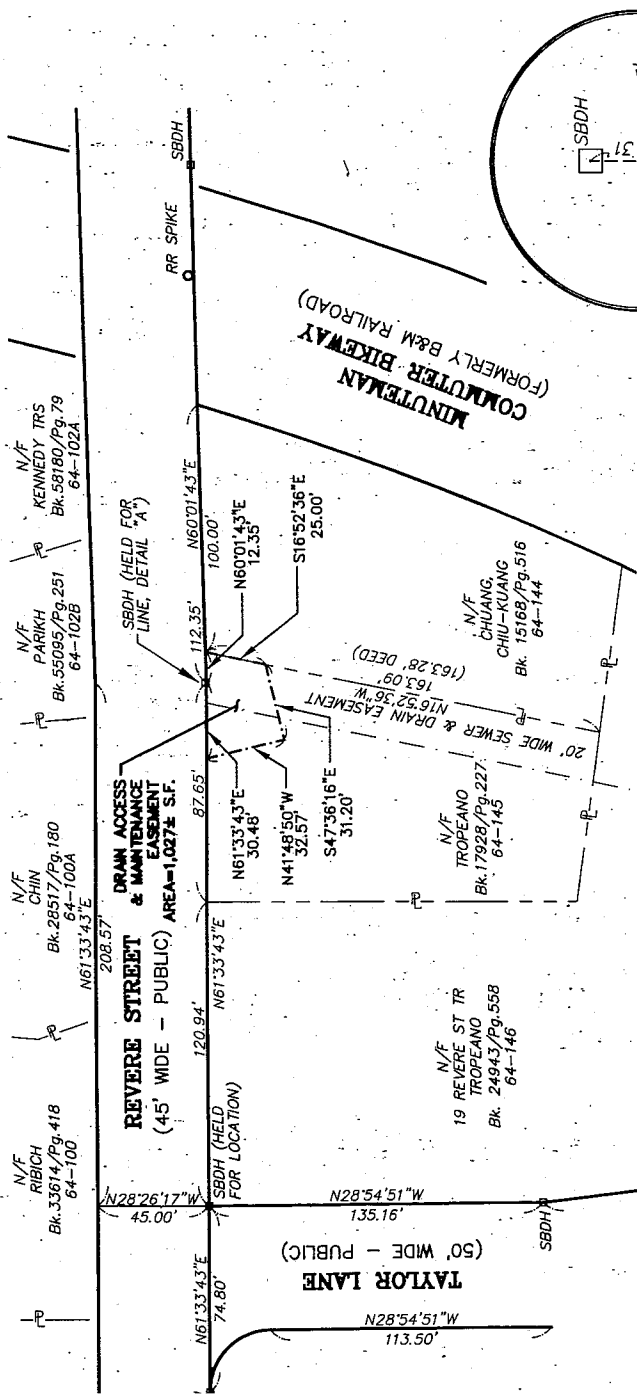 N/F
RIBICH
Bk.33614/Pg.418
64-100
N/F
CHIN
Bk.28517/Pg.180
64-100A
N/F
PARIKH
Bk.55095/Pg.251
64-102B
N/F
KENNEDY TRS
Bk.58180/Pg.79
64-102A
N61°33'43"E
208.57'
REVERE STREET
(45' WIDE - PUBLIC)
DRAIN ACCESS
& MAINTENANCE
EASEMENT
AREA=1,027± S.F.
SBDH (HELD FOR
LINE, DETAIL "A")
RR SPIKE
SBDH
N28°26'17"W
45.00'
N61°33'43"E
74.80'
SBDH (HELD
FOR LOCATION)
120.94'
N61°33'43"E
87.65'
112.35'
N60°01'43"E
100.00'
N60°01'43"E
12.35'
S16°52'36"E
25.00'
N61°33'43"E
30.48'
N41°48'50"W
32.57'
S47°36'16"E
31.20'
20' WIDE SEWER & DRAIN EASEMENT
N16°52'36"W
163.09'
(163.28' DEED)
MINUTEMAN
COMMUTER BIKEWAY
(FORMERLY B&M RAILROAD)
N/F
CHUANG,
CHIU-KUANG
Bk. 15168/Pg.516
64-144
N/F
TROPEANO
Bk.17928/Pg.227
64-145
N/F
19 REVERE ST TR
TROPEANO
Bk. 24943/Pg.558
64-146
N28°54'51"W
135.16'
SBDH
TAYLOR LANE
(50' WIDE - PUBLIC)
N28°54'51"W
113.50'
SBDH
.31'